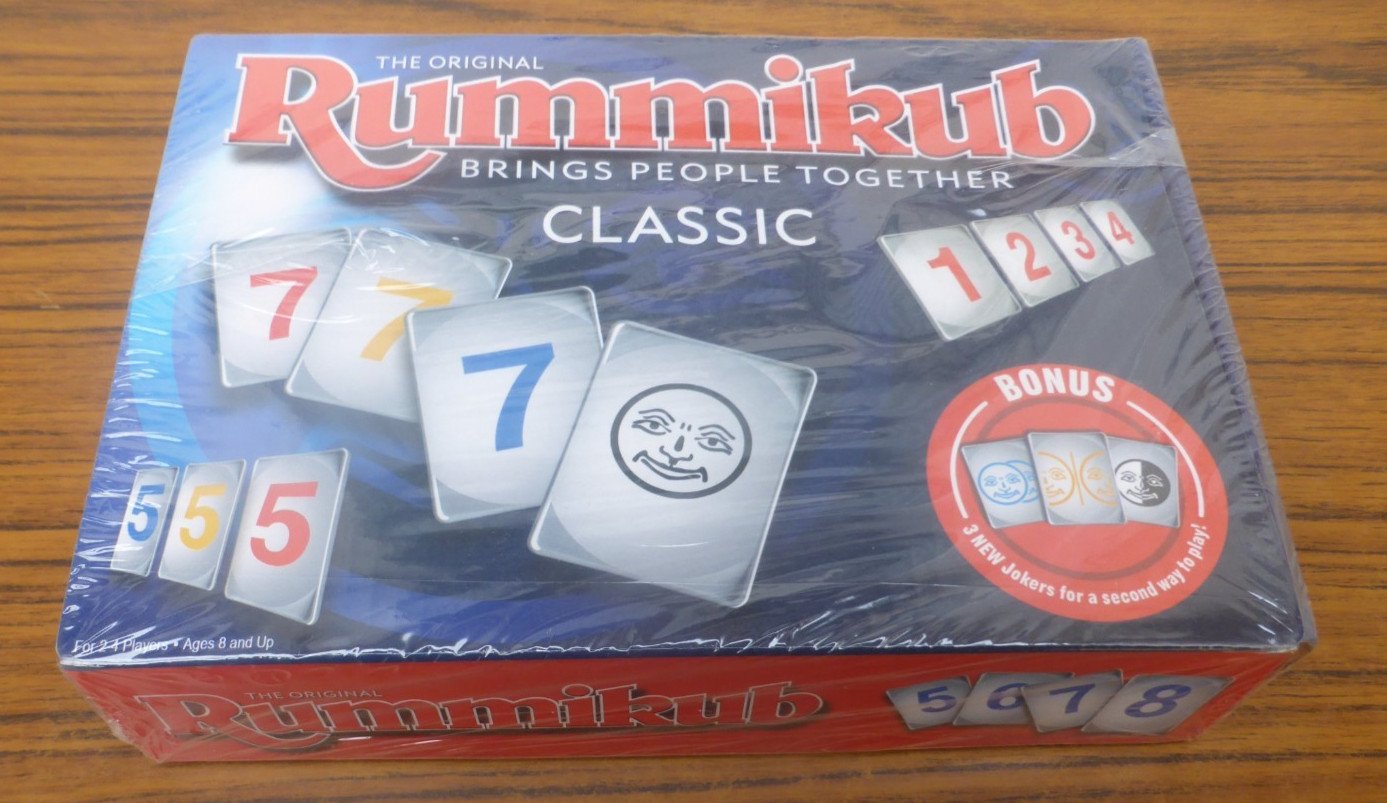 THE ORIGINAL
Rummikub
BRINGS PEOPLE TOGETHER
CLASSIC
1 2 3 4
7 7 7
BONUS
3 NEW Jokers for a second way to play!
5 5 5
For 2-4 Players • Ages 8 and Up
THE ORIGINAL
Rummikub
5 6 7 8